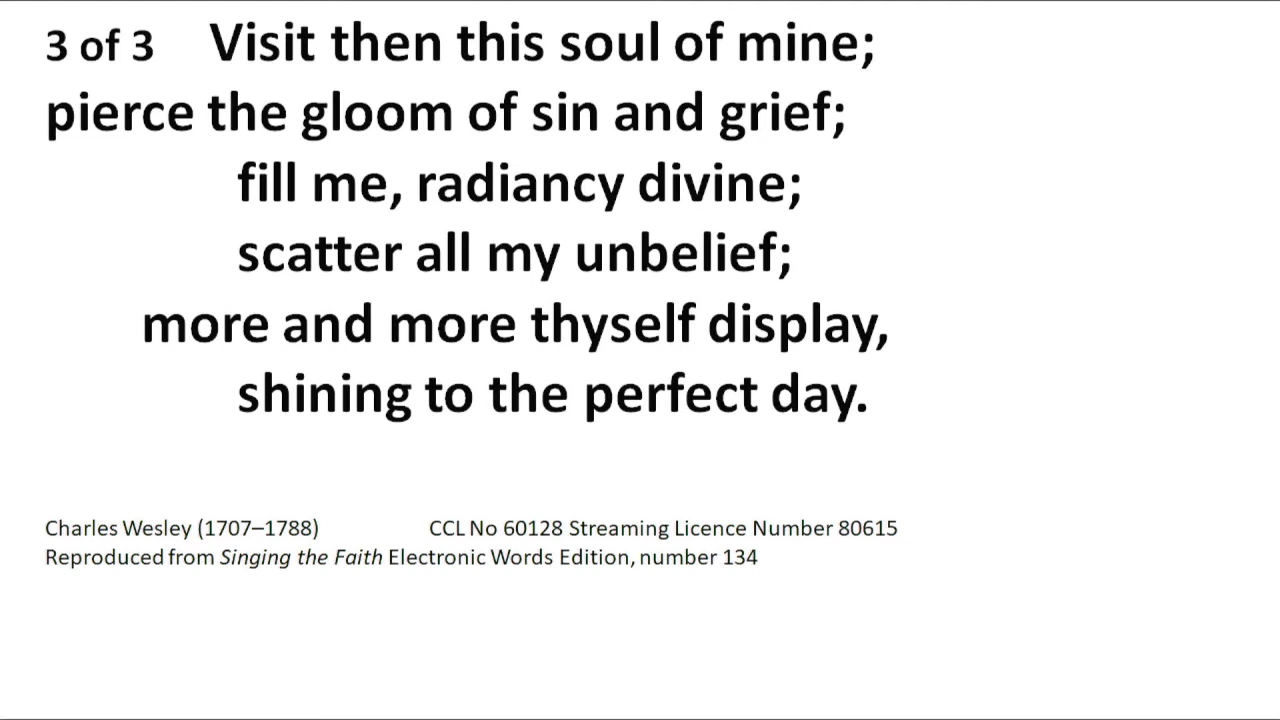 3 of 3 Visit then this soul of mine;
pierce the gloom of sin and grief;
fill me, radiancy divine;
scatter all my unbelief;
more and more thyself display,
shining to the perfect day.
Charles Wesley (1707–1788) CCL No 60128 Streaming Licence Number 80615
Reproduced from Singing the Faith Electronic Words Edition, number 134